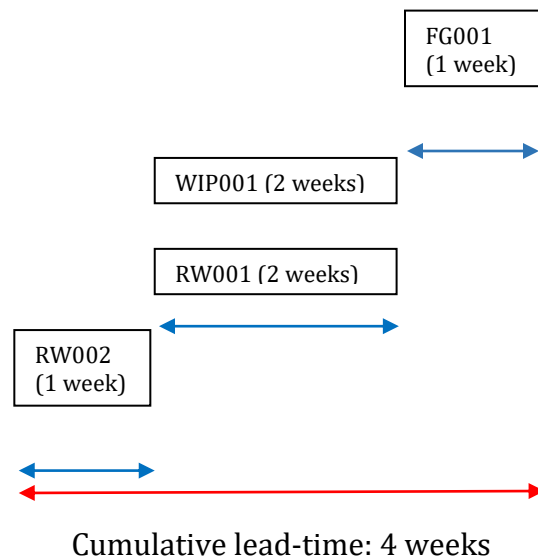 FG001
(1 week)
WIP001 (2 weeks)
RW001 (2 weeks)
RW002
(1 week)
Cumulative lead-time: 4 weeks